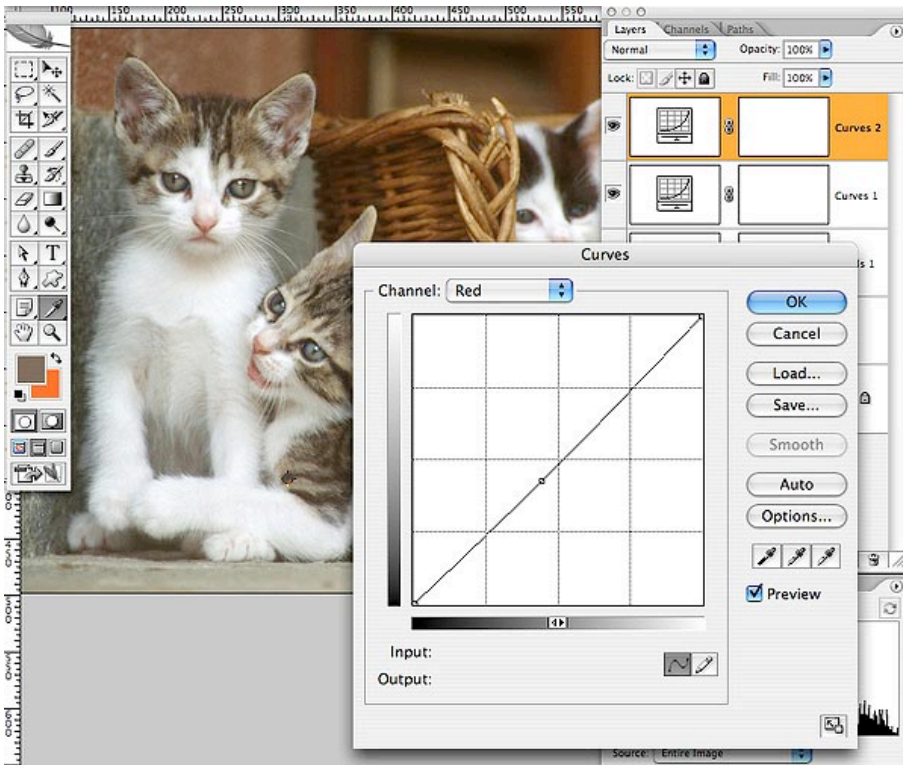 100 150 200 250 300 350 400 450 500 550
Layers Channels Paths
Normal Opacity: 100%
Lock: Fill: 100%
Curves 2
Curves 1
Curves
ls 1
Channel: Red
OK
Cancel
Load...
Save...
Smooth
Auto
Options...
Preview
Input:
Output:
T
Source: Entire Image